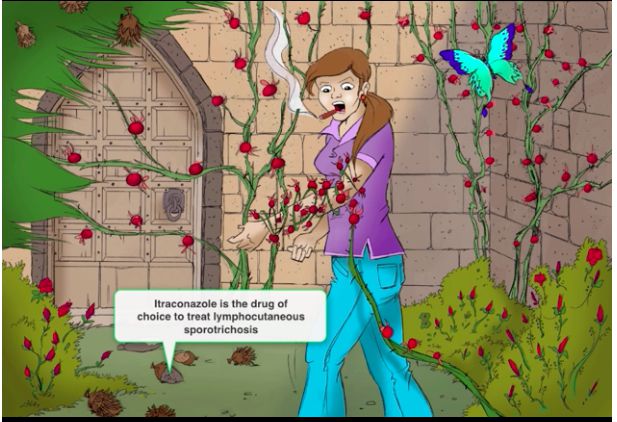 Itraconazole is the drug of
choice to treat lymphocutaneous
sporotrichosis